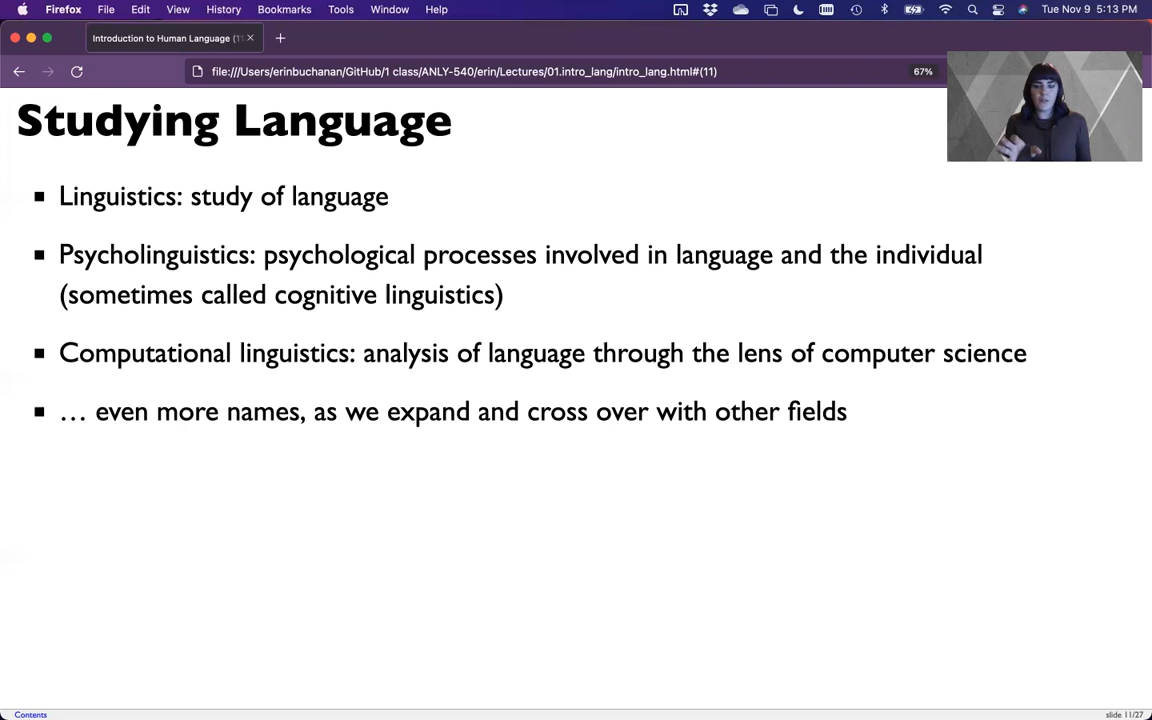 Firefox File Edit View History Bookmarks Tools Window Help Tue Nov 9 5:13 PM
Introduction to Human Language (1
file:///Users/erinbuchanan/GitHub/1 class/ANLY-540/erin/Lectures/01.intro_lang/intro_lang.html#(11) 67%
Studying Language
Linguistics: study of language
Psycholinguistics: psychological processes involved in language and the individual
(sometimes called cognitive linguistics)
Computational linguistics: analysis of language through the lens of computer science
… even more names, as we expand and cross over with other fields
Contents slide 11/27